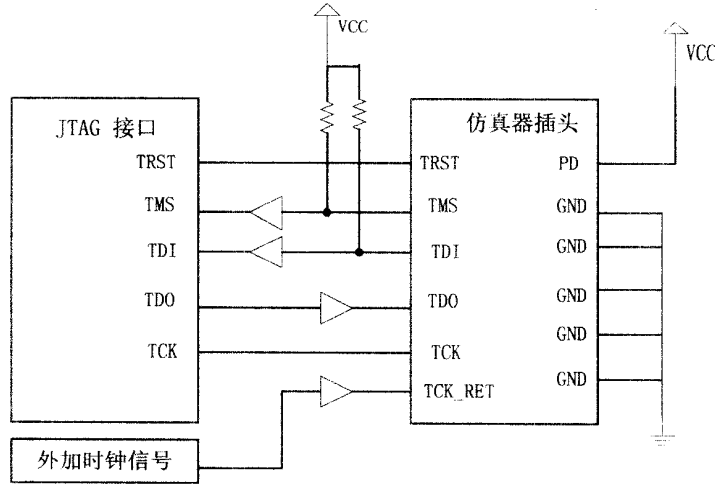 VCC
VCC
JTAG 接口
TRST
TMS
TDI
TDO
TCK
外加时钟信号
仿真器插头
TRST
TMS
TDI
TDO
TCK
TCK_RET
PD
GND
GND
GND
GND
GND